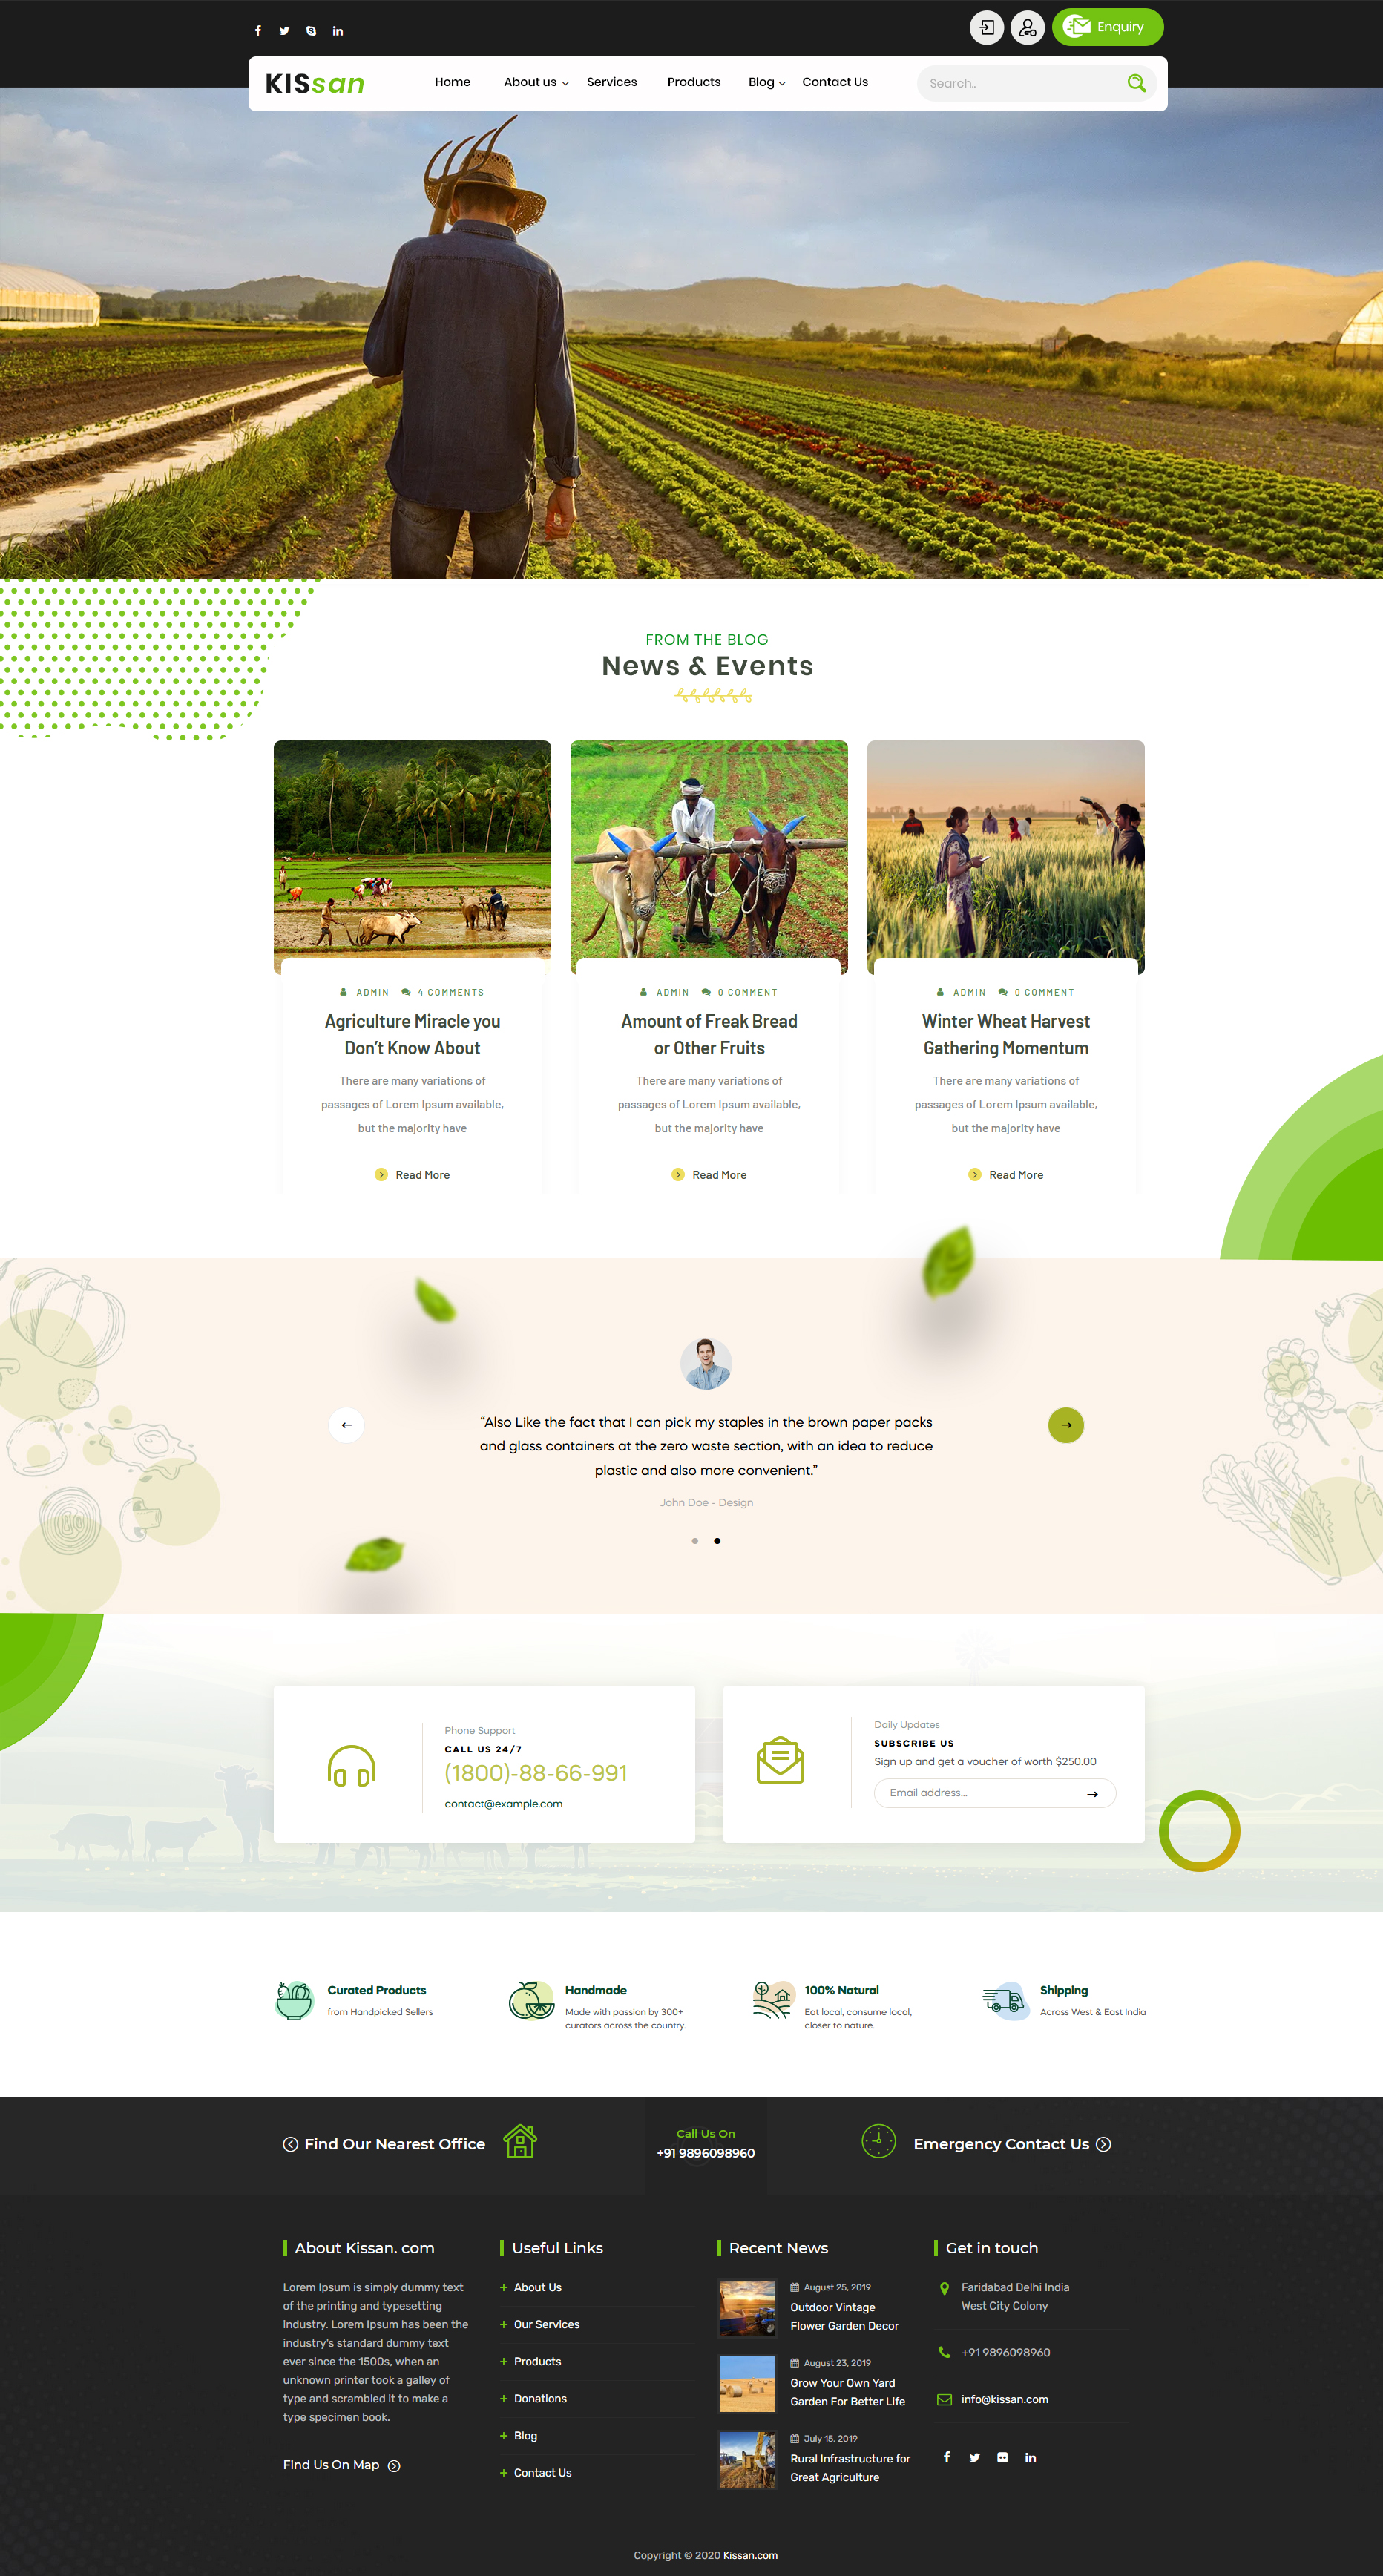 Enquiry
KISsan
Home About us Services Products Blog Contact Us Search..
FROM THE BLOG
News & Events
ADMIN 4 COMMENTS
Agriculture Miracle you
Don’t Know About
There are many variations of
passages of Lorem Ipsum available,
but the majority have
Read More
ADMIN 0 COMMENT
Amount of Freak Bread
or Other Fruits
There are many variations of
passages of Lorem Ipsum available,
but the majority have
Read More
ADMIN 0 COMMENT
Winter Wheat Harvest
Gathering Momentum
There are many variations of
passages of Lorem Ipsum available,
but the majority have
Read More
“Also Like the fact that I can pick my staples in the brown paper packs
and glass containers at the zero waste section, with an idea to reduce
plastic and also more convenient.”
John Doe - Design
Phone Support
CALL US 24/7
(1800)-88-66-991
contact@example.com
Daily Updates
SUBSCRIBE US
Sign up and get a voucher of worth $250.00
Email address...
Curated Products
from Handpicked Sellers
Handmade
Made with passion by 300+
curators across the country.
100% Natural
Eat local, consume local,
closer to nature.
Shipping
Across West & East India
Find Our Nearest Office
Call Us On
+91 9896098960
Emergency Contact Us
About Kissan. com
Lorem Ipsum is simply dummy text
of the printing and typesetting
industry. Lorem Ipsum has been the
industry's standard dummy text
ever since the 1500s, when an
unknown printer took a galley of
type and scrambled it to make a
type specimen book.
Find Us On Map
Useful Links
+ About Us
+ Our Services
+ Products
+ Donations
+ Blog
+ Contact Us
Recent News
August 25, 2019
Outdoor Vintage
Flower Garden Decor
August 23, 2019
Grow Your Own Yard
Garden For Better Life
July 15, 2019
Rural Infrastructure for
Great Agriculture
Get in touch
Faridabad Delhi India
West City Colony
+91 9896098960
info@kissan.com
Copyright © 2020 Kissan.com